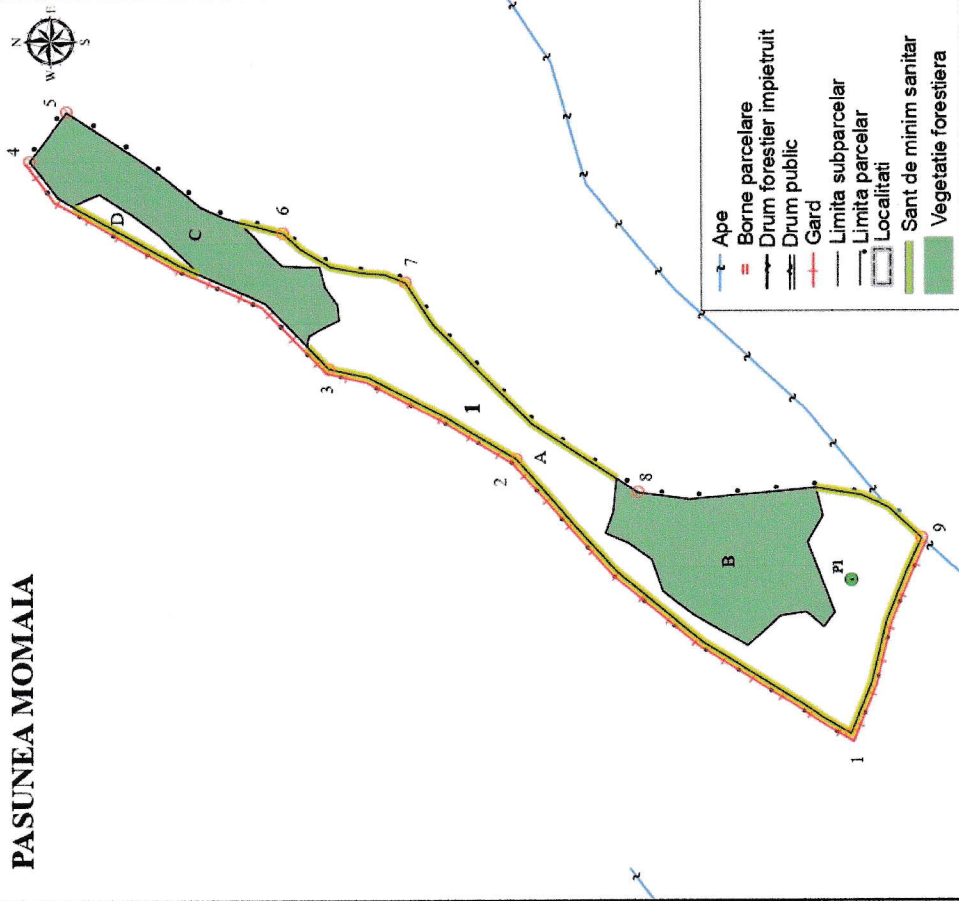 PASUNEA MOMAIA
N
W
E
S
4
5
D
C
6
7
3
1
2
A
8
B
P1
9
1
Ape
Borne parcelare
Drum forestier impietruit
Drum public
Gard
Limita subparcelar
Limita parcelar
Localitati
Sant de minim sanitar
Vegetatie forestiera